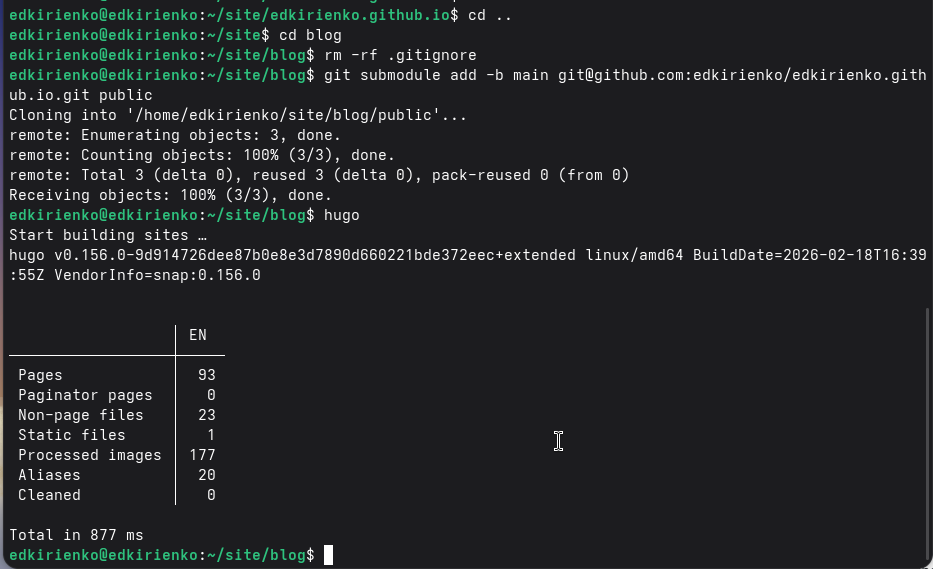 edkirienko@edkirienko:~/site/edkirienko.github.io$ cd ..
edkirienko@edkirienko:~/site$ cd blog
edkirienko@edkirienko:~/site/blog$ rm -rf .gitignore
edkirienko@edkirienko:~/site/blog$ git submodule add -b main git@github.com:edkirienko/edkirienko.gith
ub.io.git public
Cloning into '/home/edkirienko/site/blog/public'...
remote: Enumerating objects: 3, done.
remote: Counting objects: 100% (3/3), done.
remote: Total 3 (delta 0), reused 3 (delta 0), pack-reused 0 (from 0)
Receiving objects: 100% (3/3), done.
edkirienko@edkirienko:~/site/blog$ hugo
Start building sites …
hugo v0.156.0-9d914726dee87b0e8e3d7890d660221bde372eec+extended linux/amd64 BuildDate=2026-02-18T16:39
:55Z VendorInfo=snap:0.156.0
EN
Pages 93
Paginator pages 0
Non-page files 23
Static files 1
Processed images 177
Aliases 20
Cleaned 0
Total in 877 ms
edkirienko@edkirienko:~/site/blog$